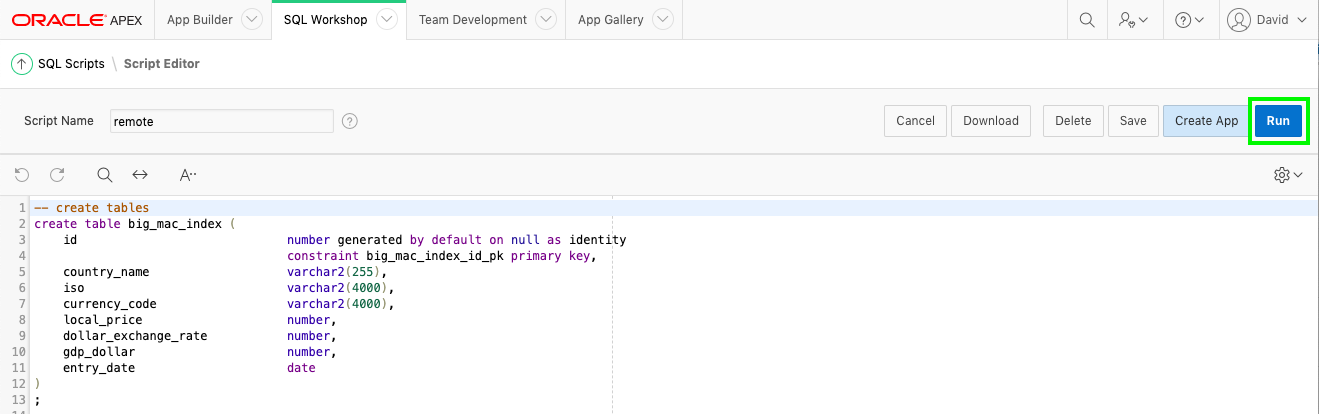 ORACLE APEX App Builder SQL Workshop Team Development App Gallery David
SQL Scripts \ Script Editor
Script Name remote ? Cancel Download Delete Save Create App Run
A··
1 -- create tables
2 create table big_mac_index (
3 id number generated by default on null as identity
4 constraint big_mac_index_id_pk primary key,
5 country_name varchar2(255),
6 iso varchar2(4000),
7 currency_code varchar2(4000),
8 local_price number,
9 dollar_exchange_rate number,
10 gdp_dollar number,
11 entry_date date
12 )
13 ;